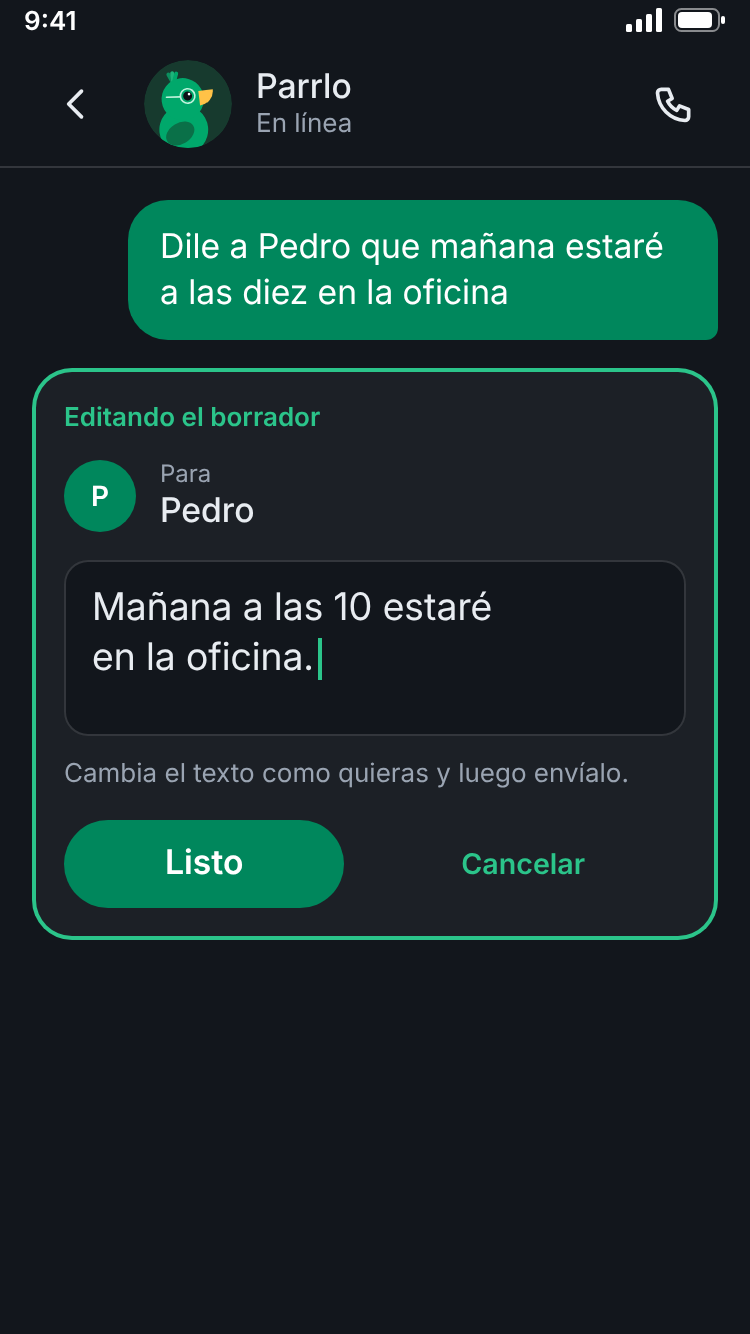 9:41
Parrlo
En línea
Dile a Pedro que mañana estaré
a las diez en la oficina
Editando el borrador
P
Para
Pedro
Mañana a las 10 estaré
en la oficina.
Cambia el texto como quieras y luego envíalo.
Listo
Cancelar